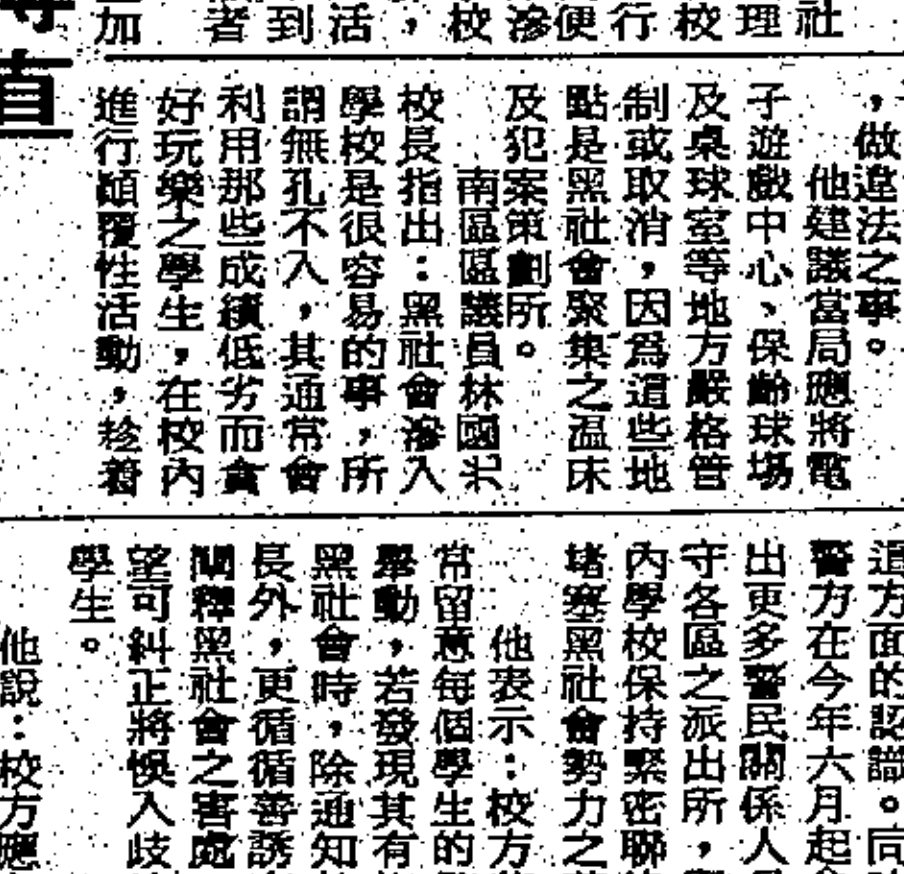 社
理
校
行
便
滲
校
，
活
到
者
加
，做違法之事。
他建議當局應將電
子遊戲中心、保齡球場
及桌球室等地方嚴格管
制或取消，因爲這些地
點是黑社會聚集之温床
及犯案策劃所。
南區區議員林國
校長指出：黑社會滲入
學校是很容易的事，所
謂無孔不入，其通常會
利用那些成績低劣而貪
好玩樂之學生，在校內
進行顚覆性活動，趁着
直
這方面的認識。同
警方在今年六月起
出更多警民關係人
守各區之派出所，
內學校保持緊密聯
堵塞黑社會勢力之
他表示：校方
常留意每個學生的
舉動，若發現其有
黑社會時，除通知
長外，更循循善誘
闡釋黑社會之害處
望可糾正將悞入歧
學生。
他說：校方應